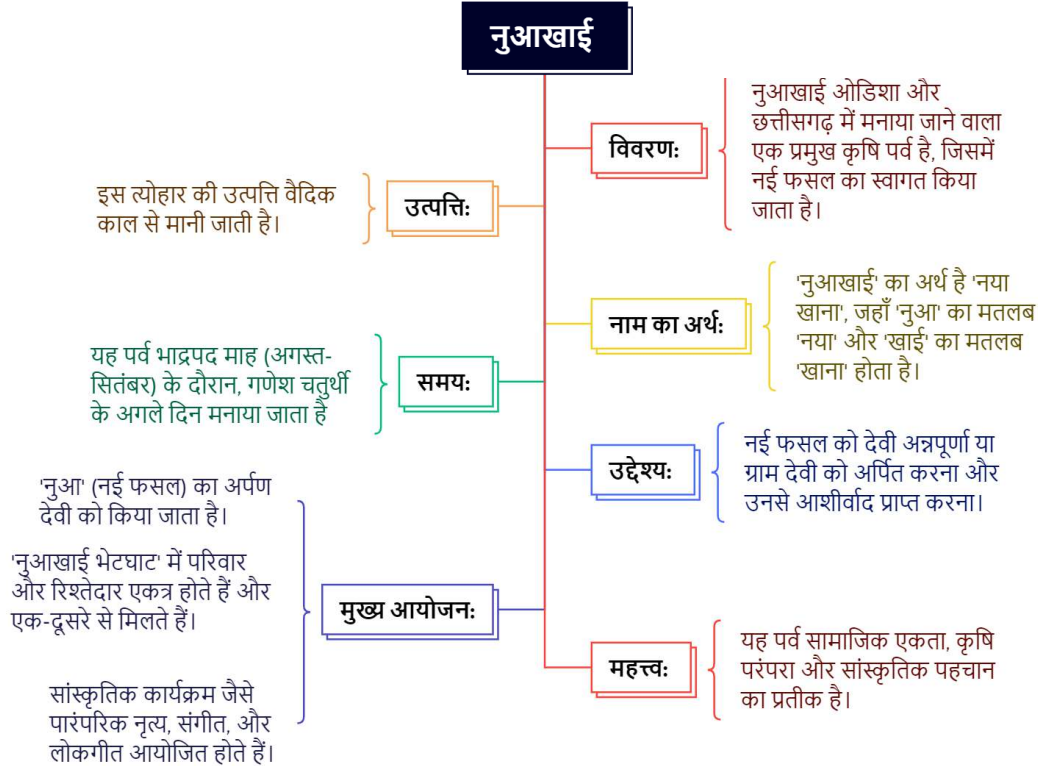 नुआखाई
विवरण:
नुआखाई ओडिशा और
छत्तीसगढ़ में मनाया जाने वाला
एक प्रमुख कृषि पर्व है, जिसमें
नई फसल का स्वागत किया
जाता है।
उत्पत्ति:
इस त्योहार की उत्पत्ति वैदिक
काल से मानी जाती है।
नाम का अर्थ:
'नुआखाई' का अर्थ है 'नया
खाना', जहाँ 'नुआ' का मतलब
'नया' और 'खाई' का मतलब
'खाना' होता है।
समय:
यह पर्व भाद्रपद माह (अगस्त-
सितंबर) के दौरान, गणेश चतुर्थी
के अगले दिन मनाया जाता है
उद्देश्य:
नई फसल को देवी अन्नपूर्णा या
ग्राम देवी को अर्पित करना और
उनसे आशीर्वाद प्राप्त करना।
मुख्य आयोजन:
'नुआ' (नई फसल) का अर्पण
देवी को किया जाता है।
'नुआखाई भेटघाट' में परिवार
और रिश्तेदार एकत्र होते हैं और
एक-दूसरे से मिलते हैं।
सांस्कृतिक कार्यक्रम जैसे
पारंपरिक नृत्य, संगीत, और
लोकगीत आयोजित होते हैं।
महत्त्व:
यह पर्व सामाजिक एकता, कृषि
परंपरा और सांस्कृतिक पहचान
का प्रतीक है।